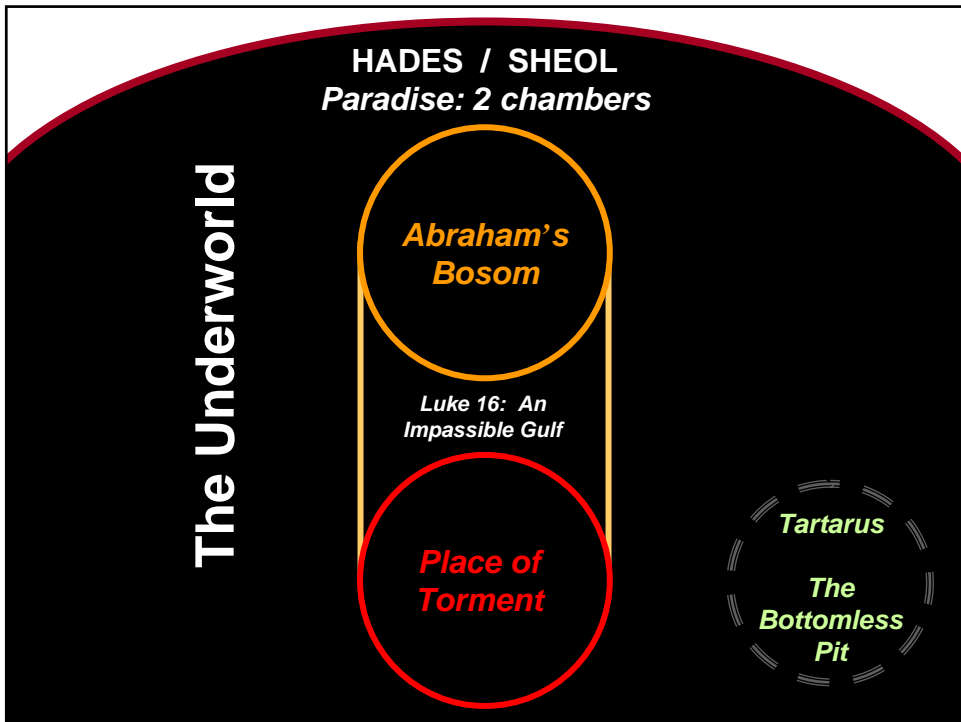 HADES / SHEOL
Paradise: 2 chambers
The Underworld
Abraham’s
Bosom
Luke 16: An
Impassible Gulf
Place of
Torment
Tartarus
The
Bottomless
Pit